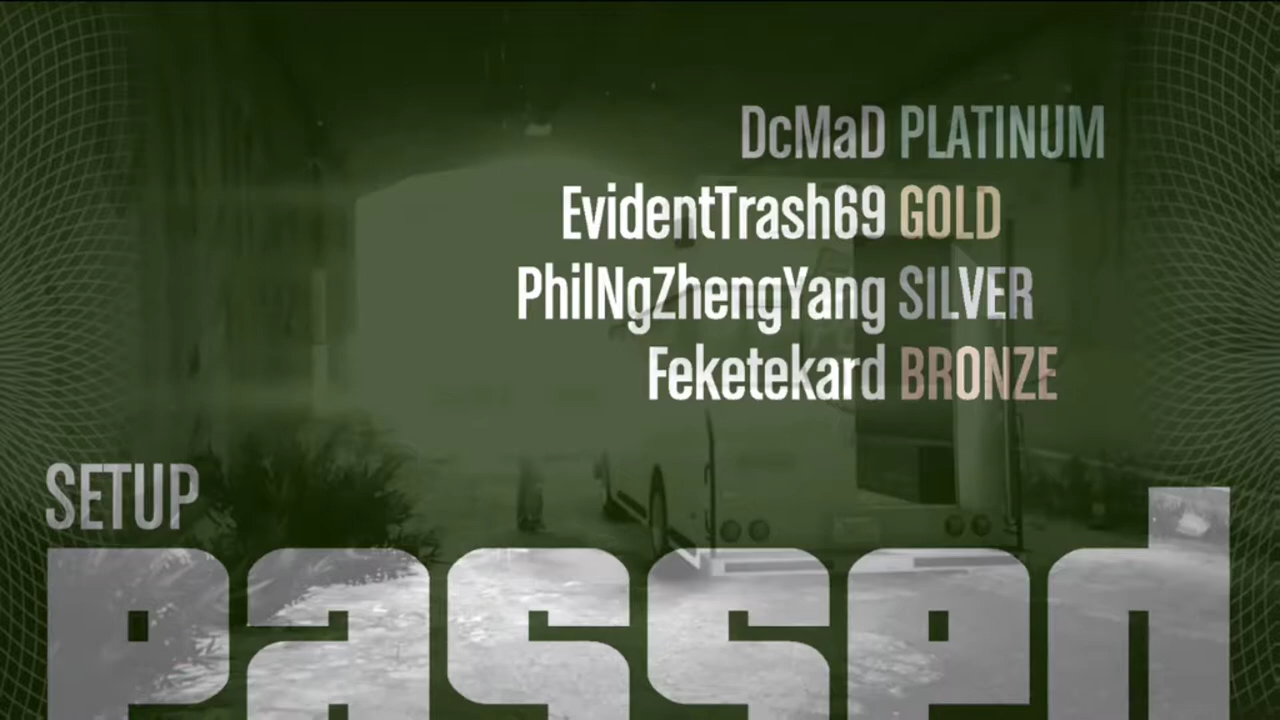 DcMaD PLATINUM
EvidentTrash69 GOLD
PhilNgZhengYang SILVER
Feketekard BRONZE
SETUP
passed